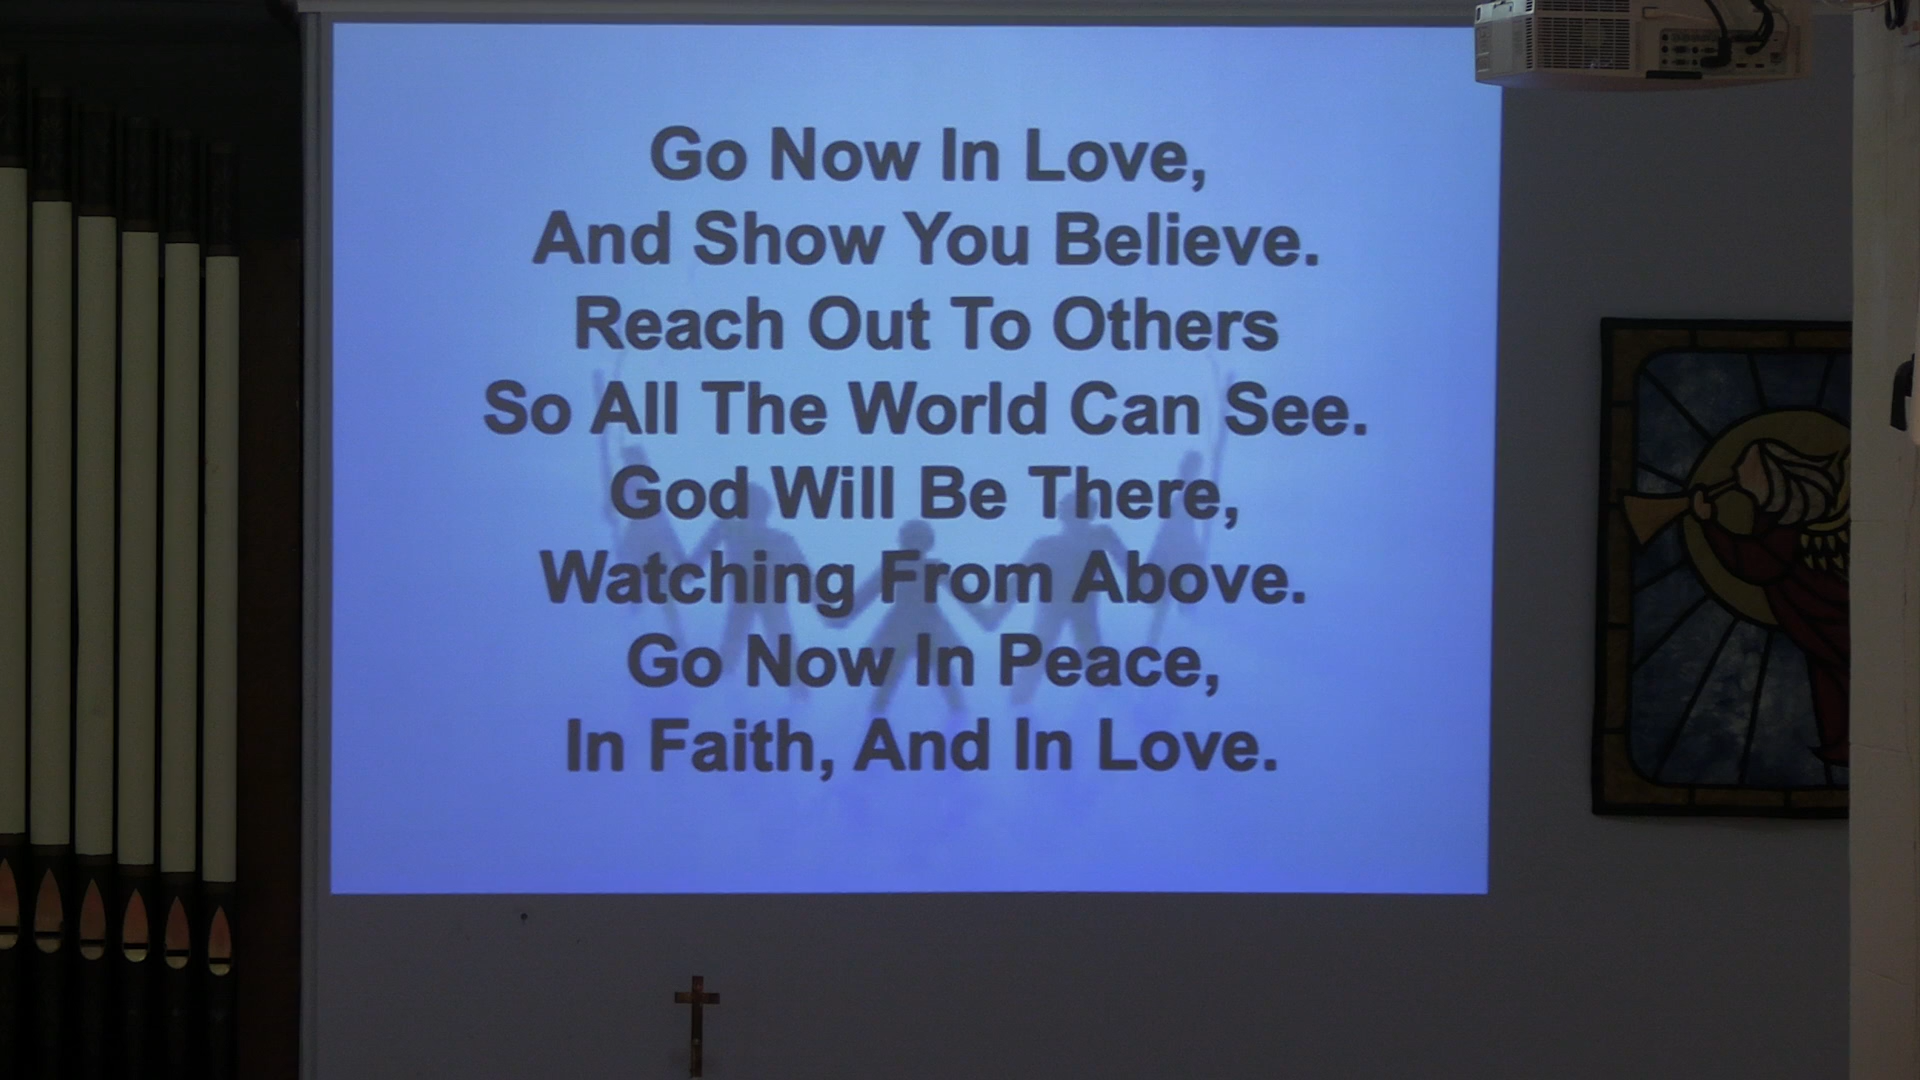 Go Now In Love,
And Show You Believe.
Reach Out To Others
So All The World Can See.
God Will Be There,
Watching From Above.
Go Now In Peace,
In Faith, And In Love.